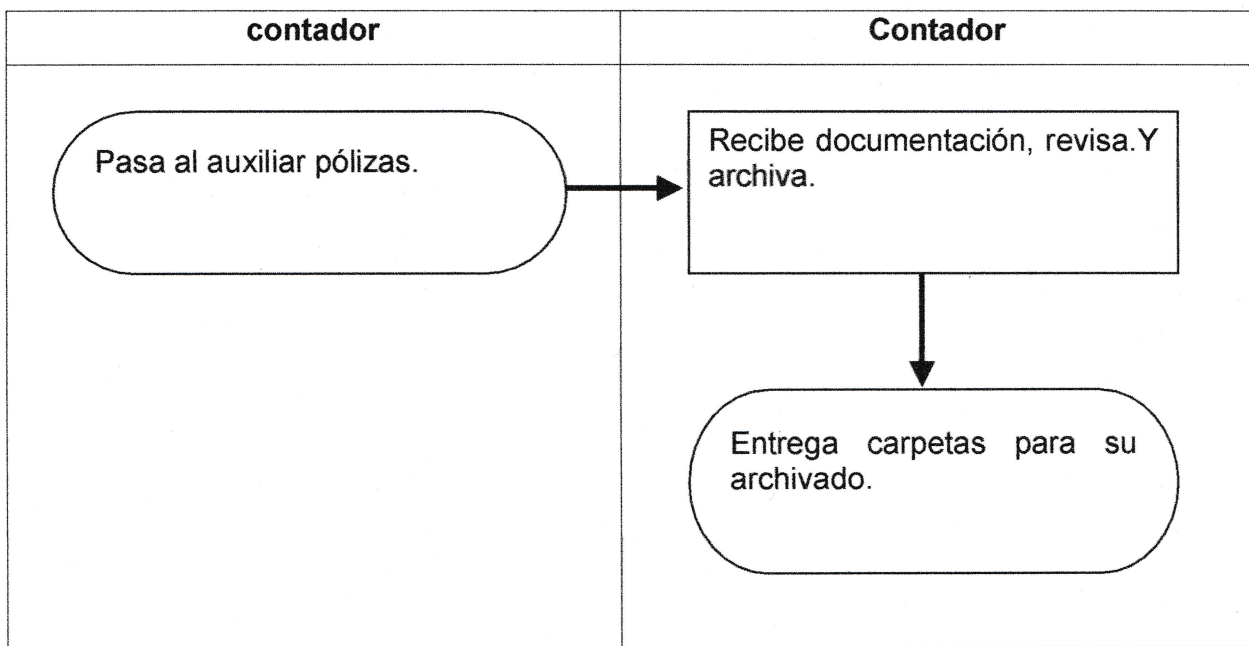 contador
Contador
Pasa al auxiliar pólizas.
Recibe documentación, revisa.Y
archiva.
Entrega carpetas para su
archivado.